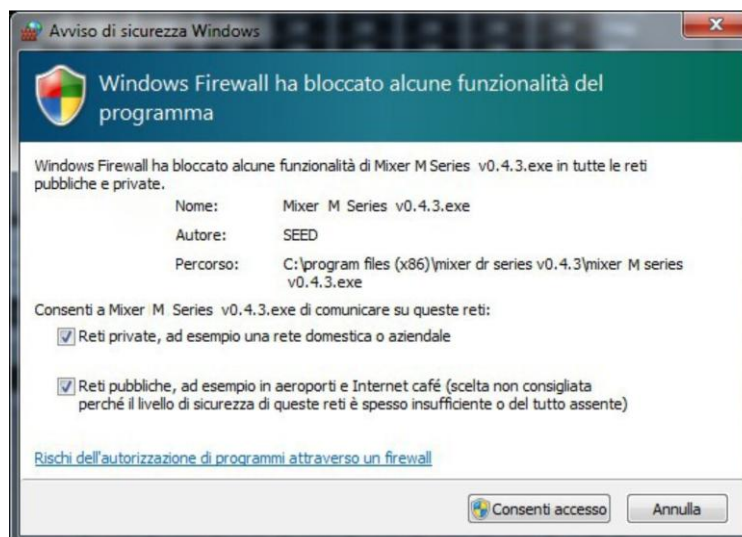 Avviso di sicurezza Windows
Windows Firewall ha bloccato alcune funzionalità del
programma
Windows Firewall ha bloccato alcune funzionalità di Mixer M Series v0.4.3.exe in tutte le reti
pubbliche e private.
Nome: Mixer M Series v0.4.3.exe
Autore: SEED
Percorso: C:\program files (x86)\mixer dr series v0.4.3\mixer M series
v0.4.3.exe
Consenti a Mixer M Series v0.4.3.exe di comunicare su queste reti:
Reti private, ad esempio una rete domestica o aziendale
Reti pubbliche, ad esempio in aeroporti e Internet café (scelta non consigliata
perché il livello di sicurezza di queste reti è spesso insufficiente o del tutto assente)
Rischi dell'autorizzazione di programmi attraverso un firewall
Consenti accesso Annulla